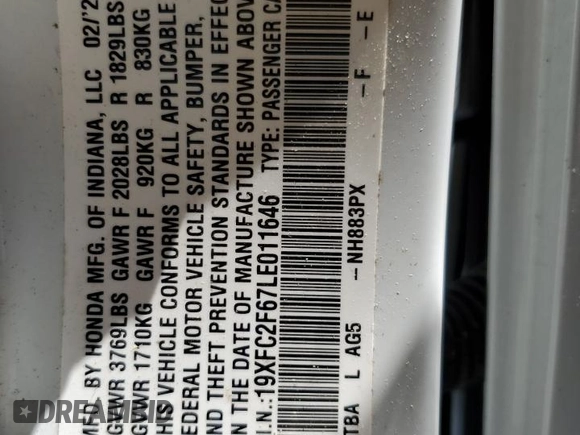 MFD. BY HONDA MFG. OF INDIANA, LLC 02/2
GVWR 3769LBS GAWR F 2028LBS R 1829LBS
GVWR 1710KG GAWR F 920KG R 830KG
THIS VEHICLE CONFORMS TO ALL APPLICABLE
FEDERAL MOTOR VEHICLE SAFETY, BUMPER,
AND THEFT PREVENTION STANDARDS IN EFFEC
ON THE DATE OF MANUFACTURE SHOWN ABOVE
V.I.N.:19XFC2F67LE011646 TYPE: PASSENGER CA
TBA L AG5 – NH883PX – F – E
DREAMBID